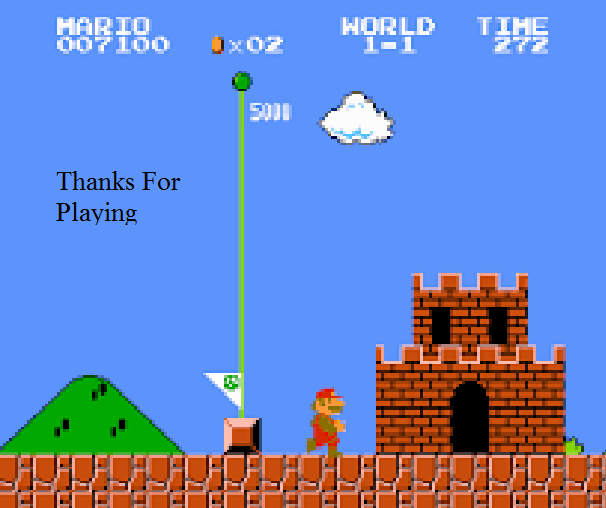 MARIO WORLD TIME
007100 ×02 1-1 272
5000
Thanks For
Playing